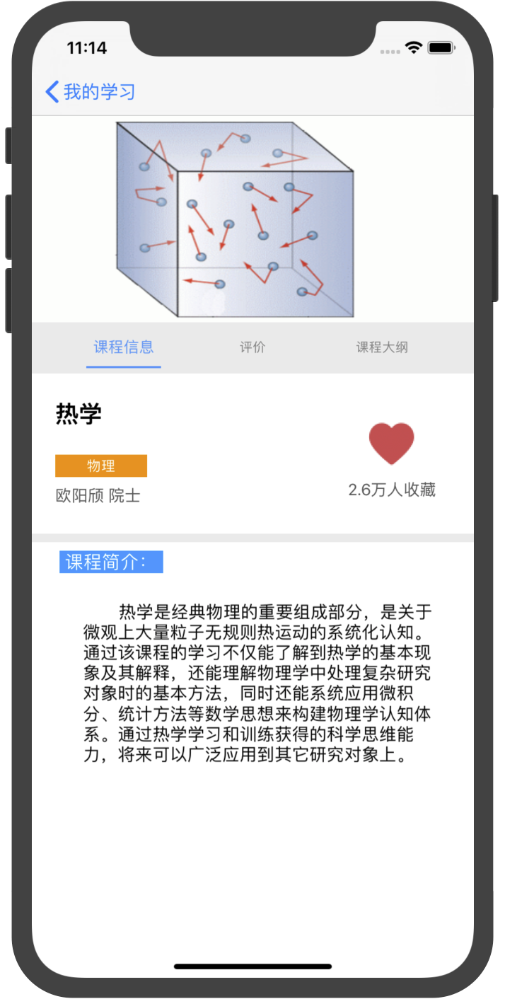 11:14
我的学习
课程信息
评价
课程大纲
热学
物理
欧阳颀 院士
2.6万人收藏
课程简介：
热学是经典物理的重要组成部分，是关于
微观上大量粒子无规则热运动的系统化认知。
通过该课程的学习不仅能了解到热学的基本现
象及其解释，还能理解物理学中处理复杂研究
对象时的基本方法，同时还能系统应用微积
分、统计方法等数学思想来构建物理学认知体
系。通过热学学习和训练获得的科学思维能
力，将来可以广泛应用到其它研究对象上。